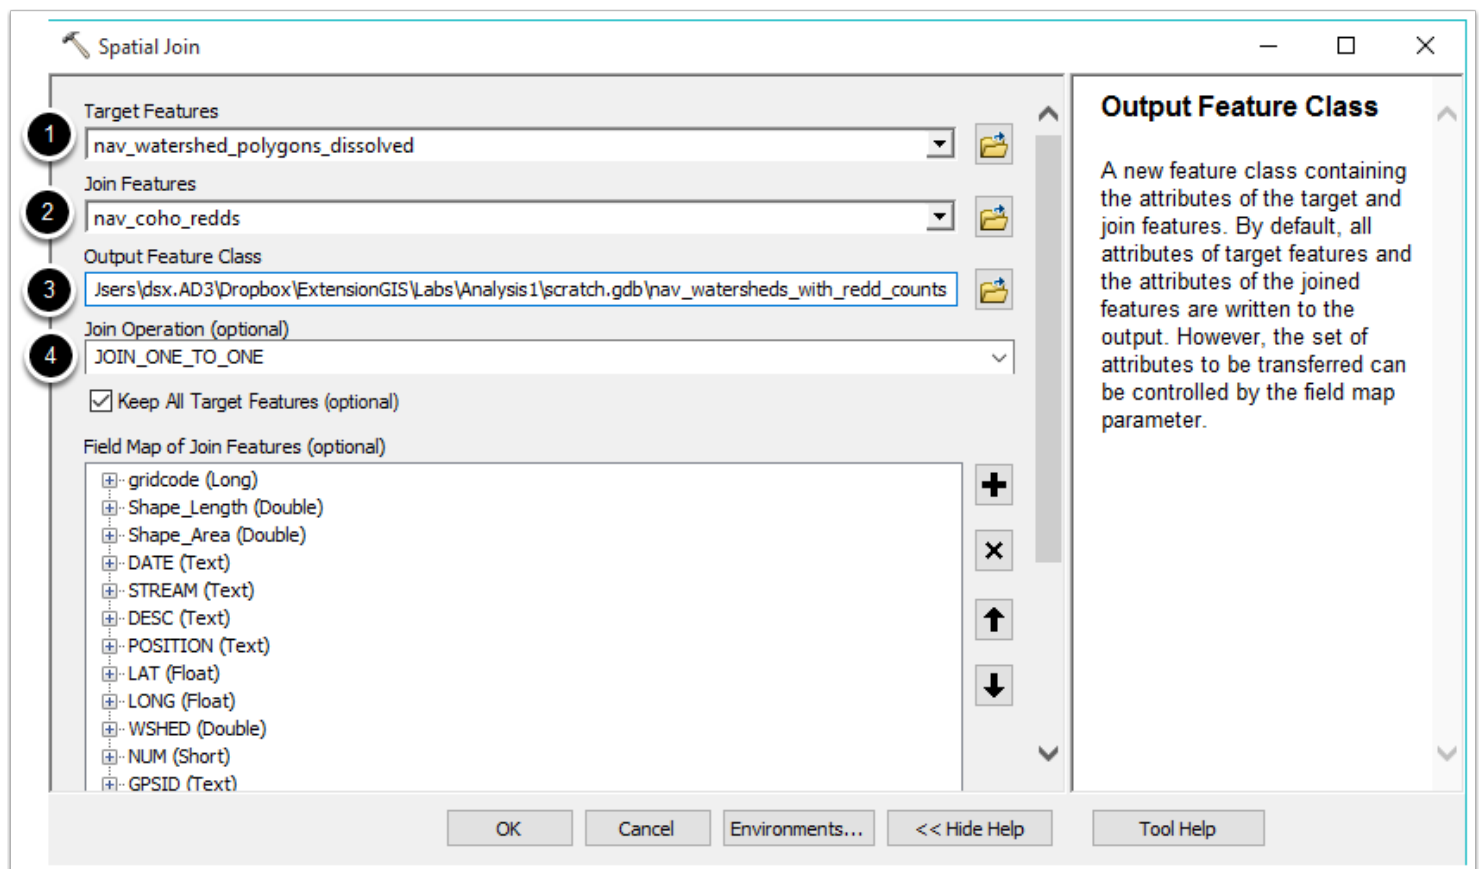 Spatial Join
1
Target Features
nav_watershed_polygons_dissolved
2
Join Features
nav_coho_redds
3
Output Feature Class
Jsers\dsx.AD3\Dropbox\ExtensionGIS\Labs\Analysis1\scratch.gdb\nav_watersheds_with_redd_counts
4
Join Operation (optional)
JOIN_ONE_TO_ONE
Keep All Target Features (optional)
Field Map of Join Features (optional)
gridcode (Long)
Shape_Length (Double)
Shape_Area (Double)
DATE (Text)
STREAM (Text)
DESC (Text)
POSITION (Text)
LAT (Float)
LONG (Float)
WSHED (Double)
NUM (Short)
GPSID (Text)
Output Feature Class
A new feature class containing
the attributes of the target and
join features. By default, all
attributes of target features and
the attributes of the joined
features are written to the
output. However, the set of
attributes to be transferred can
be controlled by the field map
parameter.
OK
Cancel
Environments...
<< Hide Help
Tool Help